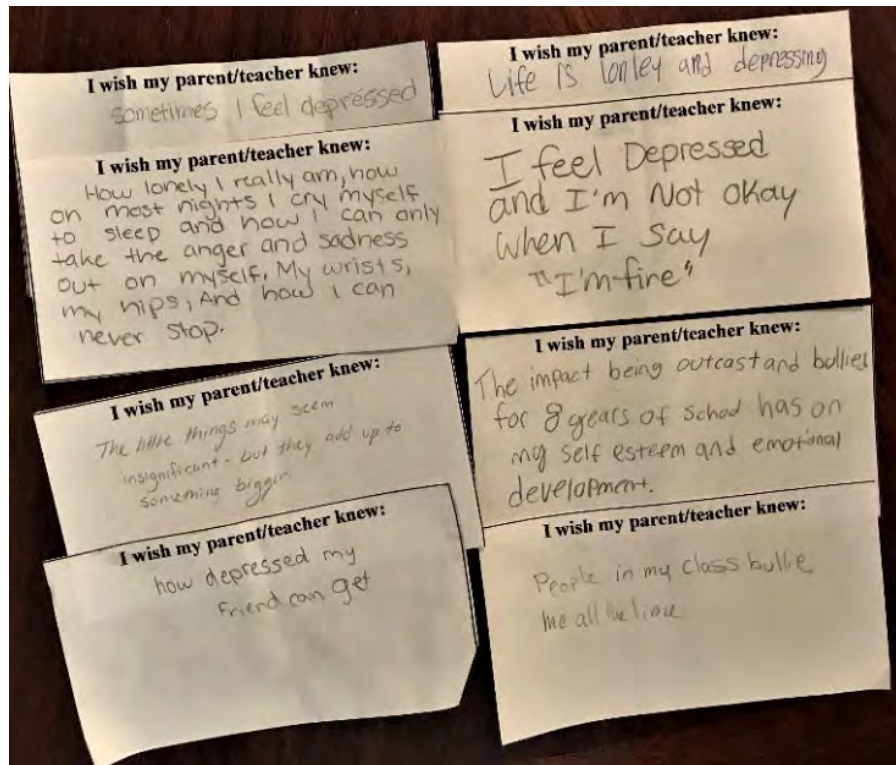 I wish my parent/teacher knew:
sometimes I feel depressed
I wish my parent/teacher knew:
How lonely I really am, how
on most nights I cry myself
to sleep and how I can only
take the anger and sadness
out on myself. My wrists,
my hips, And how I can
never stop.
I wish my parent/teacher knew:
The little things may seem
insignificant - but they add up to
something bigger.
I wish my parent/teacher knew:
how depressed my
friend can get
I wish my parent/teacher knew:
Life is lonley and depressing
I wish my parent/teacher knew:
I feel Depressed
and I'm Not okay
when I say
"I'm fine"
I wish my parent/teacher knew:
The impact being outcast and bullies
for 8 years of school has on
my self esteem and emotional
development.
I wish my parent/teacher knew:
People in my class bullie
me all the time